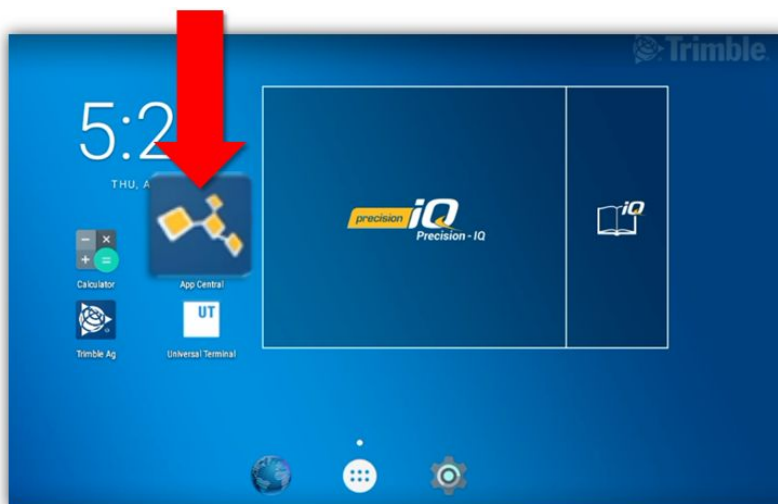 Trimble
5:2
THU, A
precision iQ
Precision - IQ
iQ
Calculator
App Central
UT
Trimble Ag
Universal Terminal